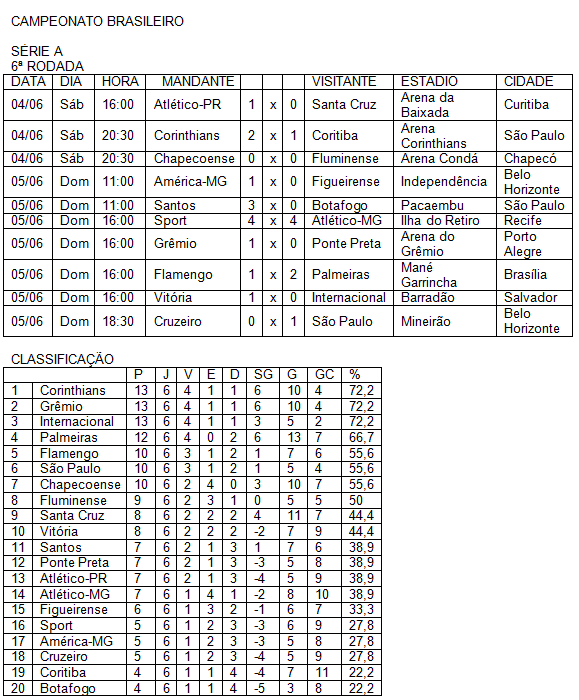 CAMPEONATO BRASILEIRO
SÉRIE A
6ª RODADA
DATA DIA HORA MANDANTE VISITANTE ESTADIO CIDADE
04/06 Sáb 16:00 Atlético-PR 1 x 0 Santa Cruz Arena da Baixada Curitiba
04/06 Sáb 20:30 Corinthians 2 x 1 Coritiba Arena Corinthians São Paulo
04/06 Sáb 20:30 Chapecoense 0 x 0 Fluminense Arena Condá Chapecó
05/06 Dom 11:00 América-MG 1 x 0 Figueirense Independência Belo Horizonte
05/06 Dom 11:00 Santos 3 x 0 Botafogo Pacaembu São Paulo
05/06 Dom 16:00 Sport 4 x 4 Atlético-MG Ilha do Retiro Recife
05/06 Dom 16:00 Grêmio 1 x 0 Ponte Preta Arena do Grêmio Porto Alegre
05/06 Dom 16:00 Flamengo 1 x 2 Palmeiras Mané Garrincha Brasília
05/06 Dom 16:00 Vitória 1 x 0 Internacional Barradão Salvador
05/06 Dom 18:30 Cruzeiro 0 x 1 São Paulo Mineirão Belo Horizonte
CLASSIFICAÇÃO
P J V E D SG G GC %
1 Corinthians 13 6 4 1 1 6 10 4 72,2
2 Grêmio 13 6 4 1 1 6 10 4 72,2
3 Internacional 13 6 4 1 1 3 5 2 72,2
4 Palmeiras 12 6 4 0 2 6 13 7 66,7
5 Flamengo 10 6 3 1 2 1 7 6 55,6
6 São Paulo 10 6 3 1 2 1 5 4 55,6
7 Chapecoense 10 6 2 4 0 3 10 7 55,6
8 Fluminense 9 6 2 3 1 0 5 5 50
9 Santa Cruz 8 6 2 2 2 4 11 7 44,4
10 Vitória 8 6 2 2 2 -2 7 9 44,4
11 Santos 7 6 2 1 3 1 7 6 38,9
12 Ponte Preta 7 6 2 1 3 -3 5 8 38,9
13 Atlético-PR 7 6 2 1 3 -4 5 9 38,9
14 Atlético-MG 7 6 1 4 1 -2 8 10 38,9
15 Figueirense 6 6 1 3 2 -1 6 7 33,3
16 Sport 5 6 1 2 3 -3 6 9 27,8
17 América-MG 5 6 1 2 3 -3 5 8 27,8
18 Cruzeiro 5 6 1 2 3 -4 5 9 27,8
19 Coritiba 4 6 1 1 4 -4 7 11 22,2
20 Botafogo 4 6 1 1 4 -5 3 8 22,2